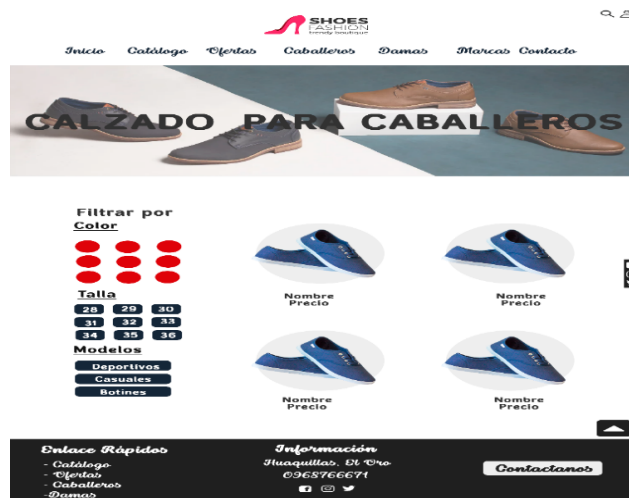 SHOES
FASHION
trendy boutique
Inicio Catálogo Ofertas Caballeros Damas Marcas Contacto
CALZADO PARA CABALLEROS
Filtrar por
Color
Talla
28 29 30
31 32 33
34 35 36
Modelos
Deportivos
Casuales
Botines
Nombre
Precio
Nombre
Precio
Nombre
Precio
Nombre
Precio
Enlace Rápidos
- Catálogo
- Ofertas
- Caballeros
-Damas
Información
Huaquillas, El Oro
0968766671
Contactanos